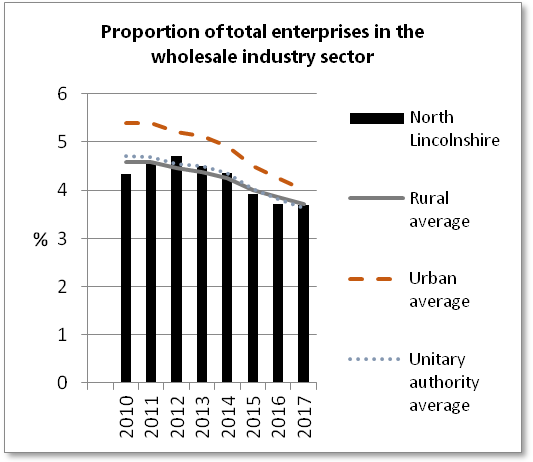 Proportion of total enterprises in the
wholesale industry sector
6
5
4
3
2
1
0
%
2010
2011
2012
2013
2014
2015
2016
2017
North
Lincolnshire
Rural
average
Urban
average
Unitary
authority
average